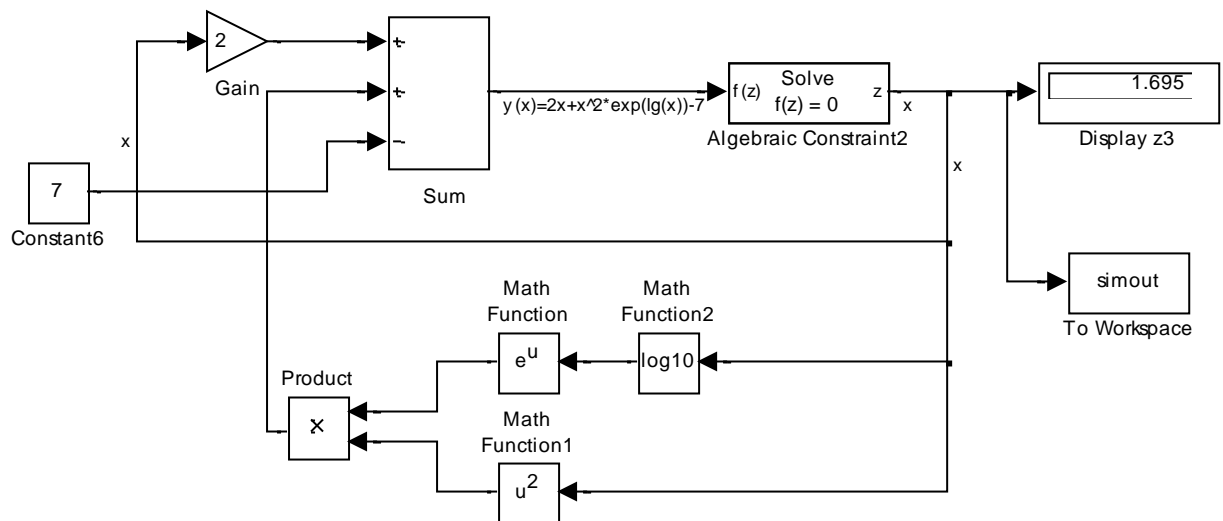 2
Gain
+
+
−
Sum
y(x)=2x+x^2*exp(lg(x))-7
f(z)
Solve
f(z) = 0
z
Algebraic Constraint2
x
1.695
Display z3
x
x
7
Constant6
simout
To Workspace
Math
Function
e^u
Math
Function2
log10
Product
×
Math
Function1
u^2